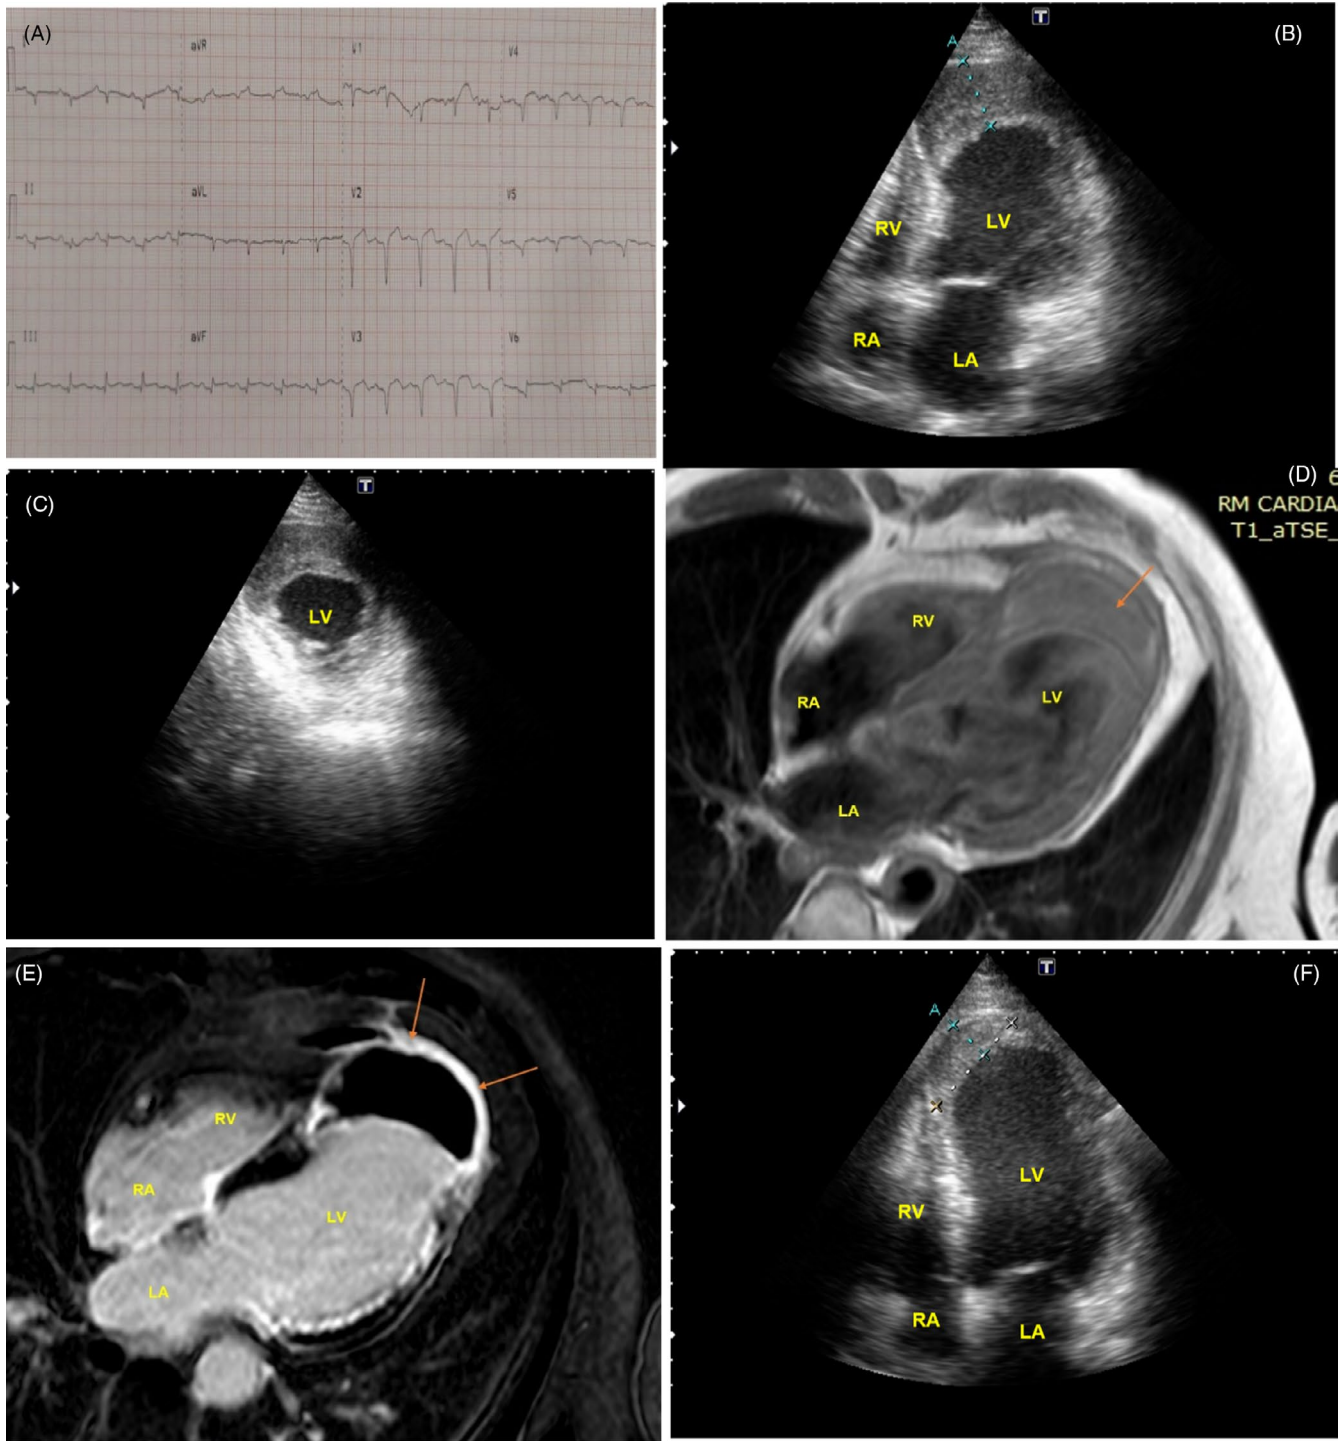 (A)
I
aVR
V1
V4
II
aVL
V2
V5
III
aVF
V3
V6
(B)
T
A
RV
LV
RA
LA
(C)
T
LV
(D)
6
RM CARDIA
T1_aTSE_
RV
RA
LV
LA
(E)
RV
RA
LV
LA
(F)
T
A
LV
RV
RA
LA